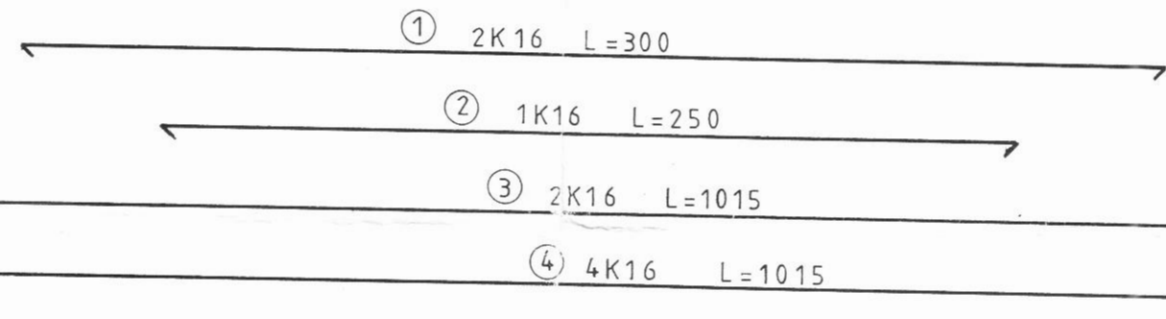 ① 2K16 L=300
② 1K16 L=250
③ 2K16 L=1015
④ 4K16 L=1015